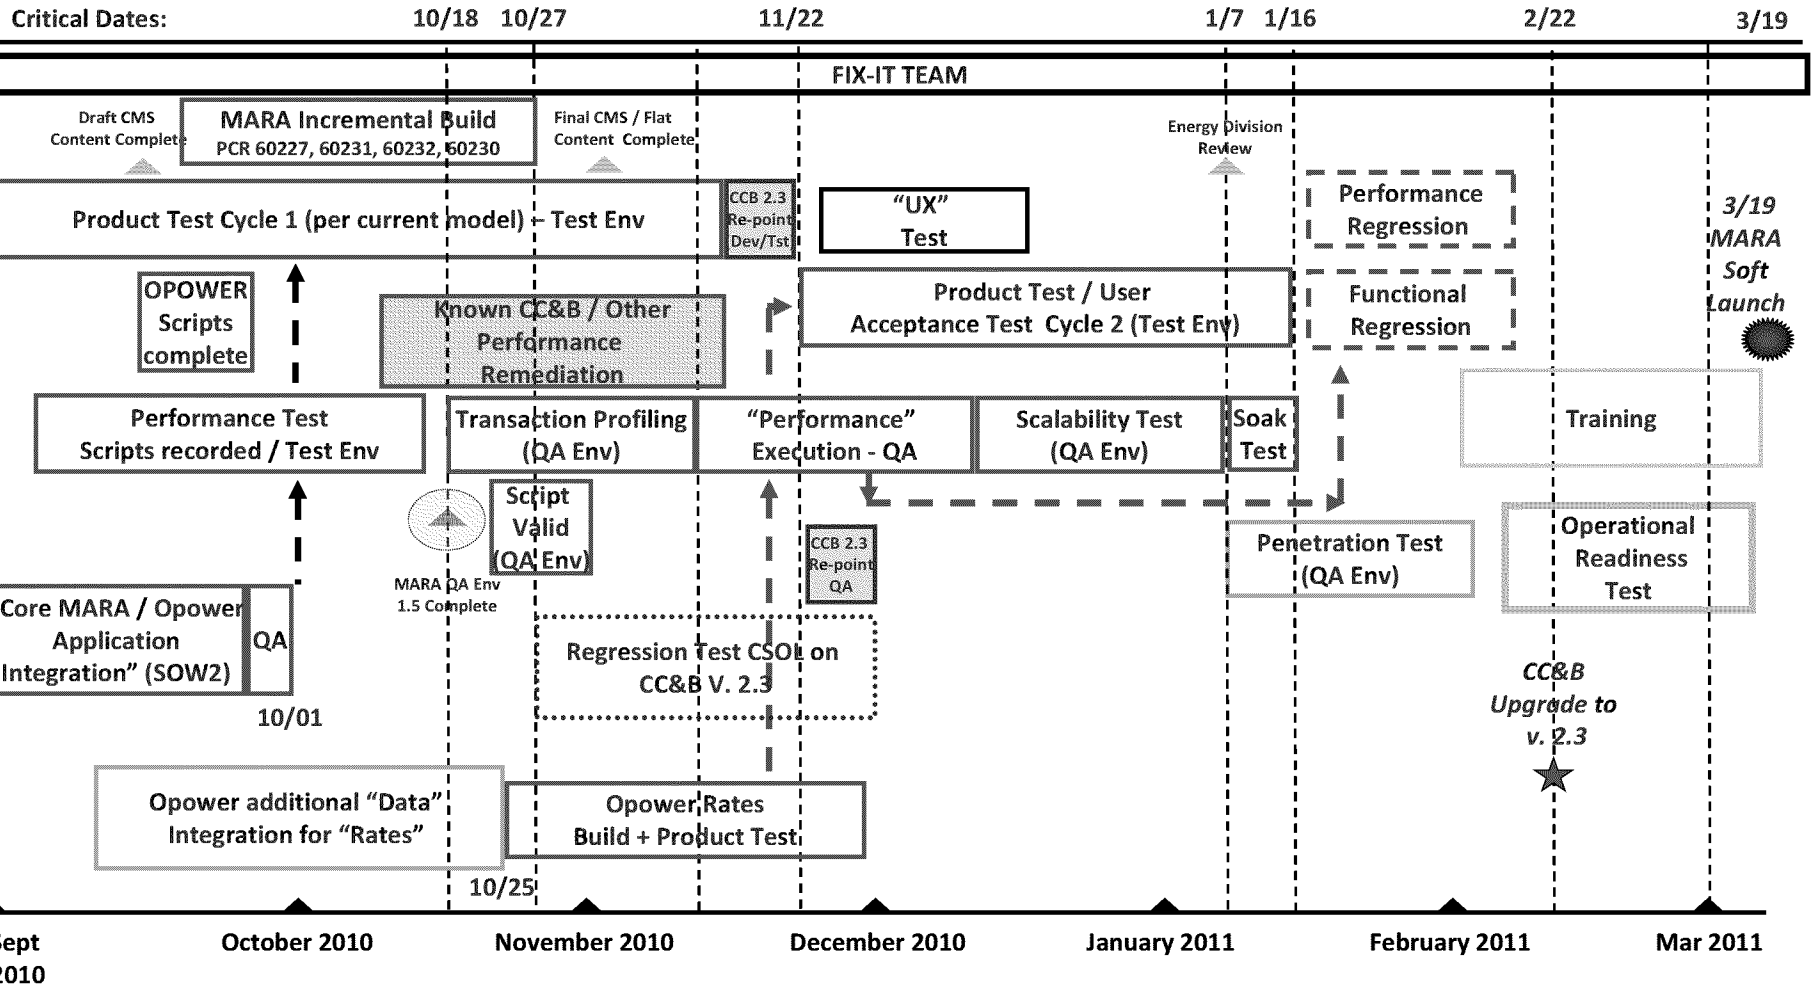 Critical Dates:
10/18 10/27 11/22 1/7 1/16 2/22 3/19
FIX-IT TEAM
Draft CMS
Content Complete
MARA Incremental Build
PCR 60227, 60231, 60232, 60230
Final CMS / Flat
Content Complete
Energy Division
Review
Product Test Cycle 1 (per current model) – Test Env
CCB 2.3
Re-point
Dev/Tst
“UX”
Test
Performance
Regression
3/19
MARA
Soft
Launch
OPOWER
Scripts
complete
Known CC&B / Other
Performance
Remediation
Product Test / User
Acceptance Test Cycle 2 (Test Env)
Functional
Regression
Performance Test
Scripts recorded / Test Env
Transaction Profiling
(QA Env)
“Performance”
Execution - QA
Scalability Test
(QA Env)
Soak
Test
Training
MARA QA Env
1.5 Complete
Script
Valid
(QA Env)
CCB 2.3
Re-point
QA
Penetration Test
(QA Env)
Operational
Readiness
Test
Core MARA / Opower
Application
Integration” (SOW2)
QA
10/01
Regression Test CSOL on
CC&B V. 2.3
CC&B
Upgrade to
v. 2.3
Opower additional “Data”
Integration for “Rates”
10/25
Opower Rates
Build + Product Test
2010
October 2010
November 2010
December 2010
January 2011
February 2011
Mar 2011